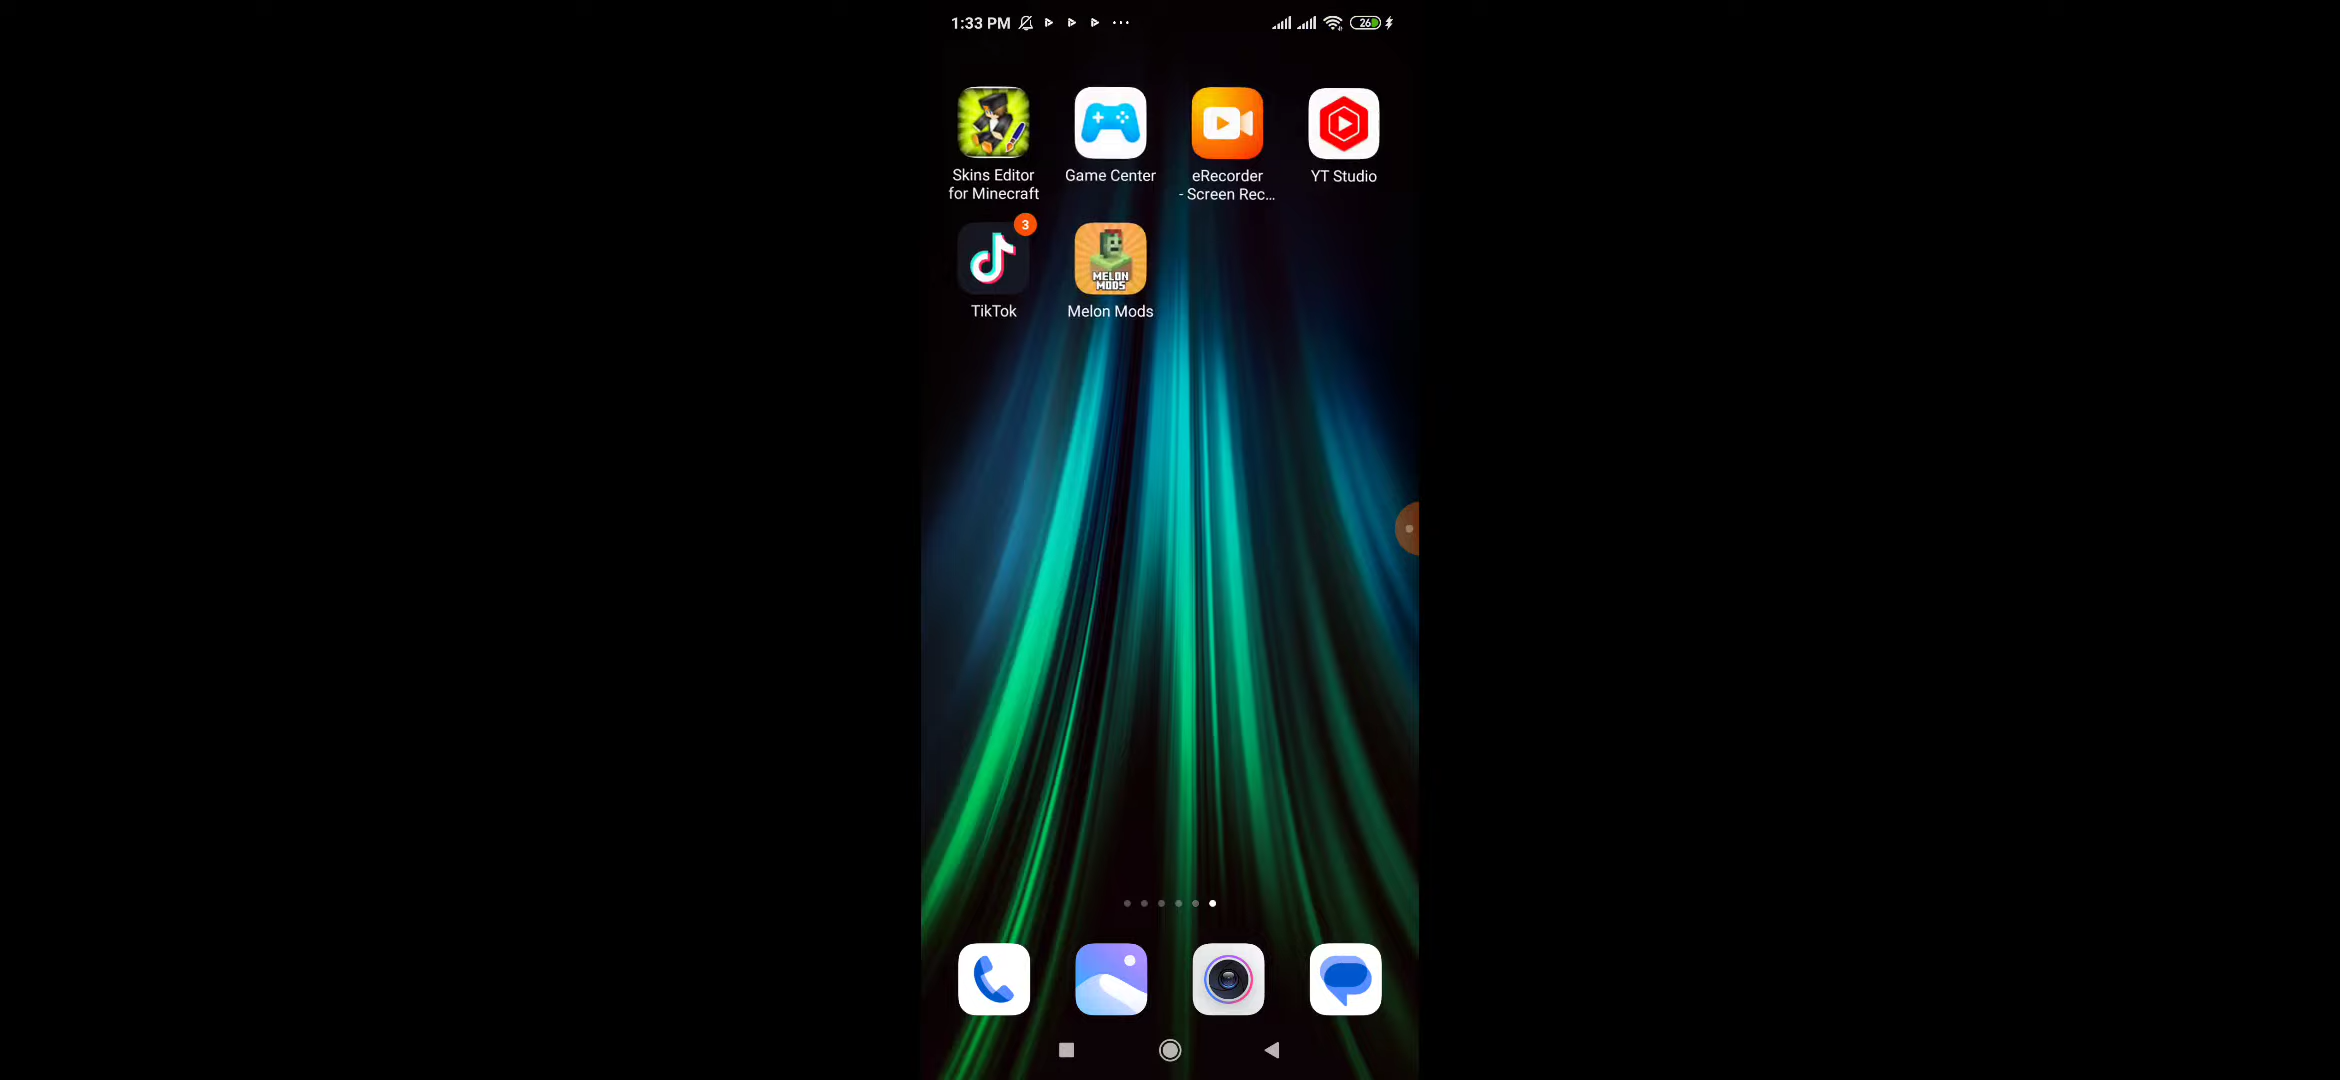 1:33 PM
26
Skins Editor
for Minecraft
Game Center
eRecorder
- Screen Rec...
YT Studio
3
MELON
MODS
TikTok
Melon Mods